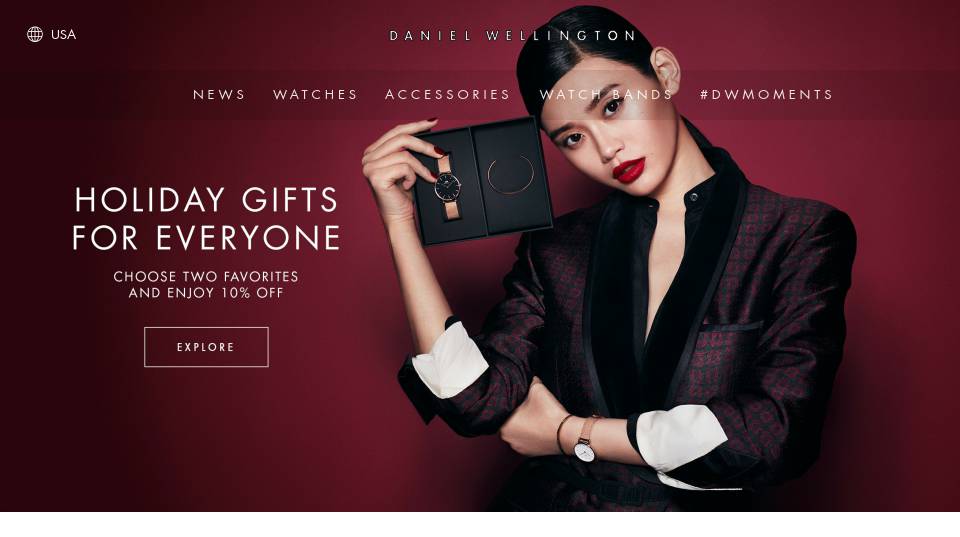 USA
DANIEL WELLINGTON
NEWS WATCHES ACCESSORIES WATCH BANDS #DWMOMENTS
HOLIDAY GIFTS
FOR EVERYONE
CHOOSE TWO FAVORITES
AND ENJOY 10% OFF
EXPLORE